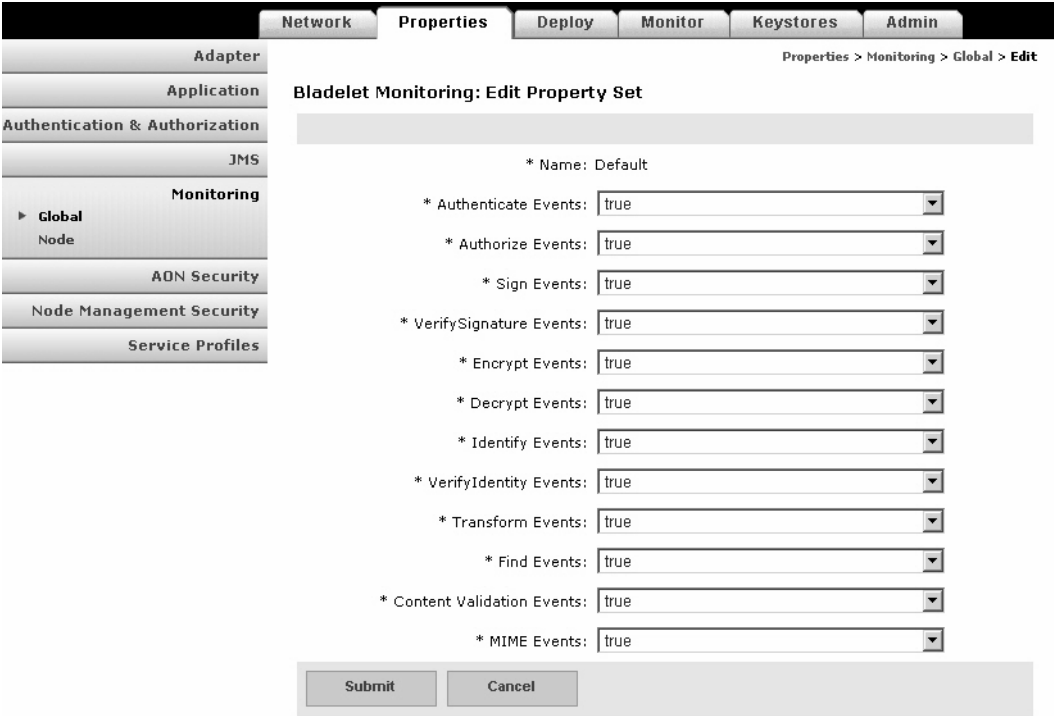 Network Properties Deploy Monitor Keystores Admin
Properties > Monitoring > Global > Edit
Adapter
Application
Authentication & Authorization
JMS
Monitoring
Global
Node
AON Security
Node Management Security
Service Profiles
Bladelet Monitoring: Edit Property Set
* Name: Default
* Authenticate Events: true
* Authorize Events: true
* Sign Events: true
* VerifySignature Events: true
* Encrypt Events: true
* Decrypt Events: true
* Identify Events: true
* VerifyIdentity Events: true
* Transform Events: true
* Find Events: true
* Content Validation Events: true
* MIME Events: true
Submit Cancel